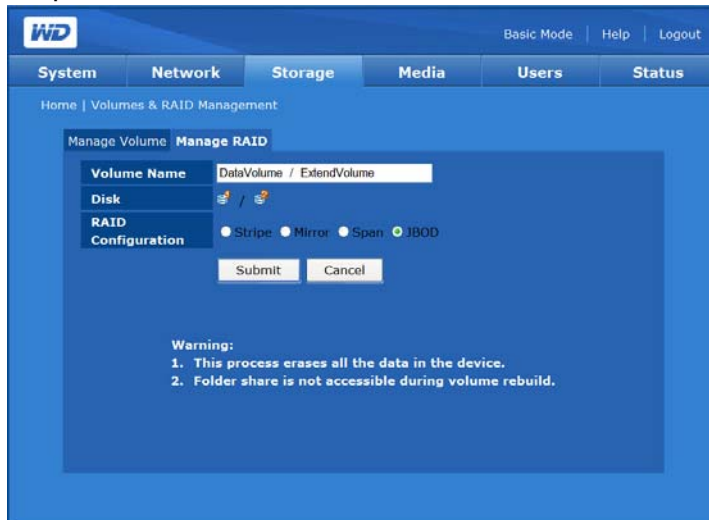 WD
Basic Mode | Help | Logout
System Network Storage Media Users Status
Home | Volumes & RAID Management
Manage Volume Manage RAID
Volume Name DataVolume / ExtendVolume
Disk /
RAID Configuration Stripe Mirror Span JBOD
Submit Cancel
Warning:
1. This process erases all the data in the device.
2. Folder share is not accessible during volume rebuild.